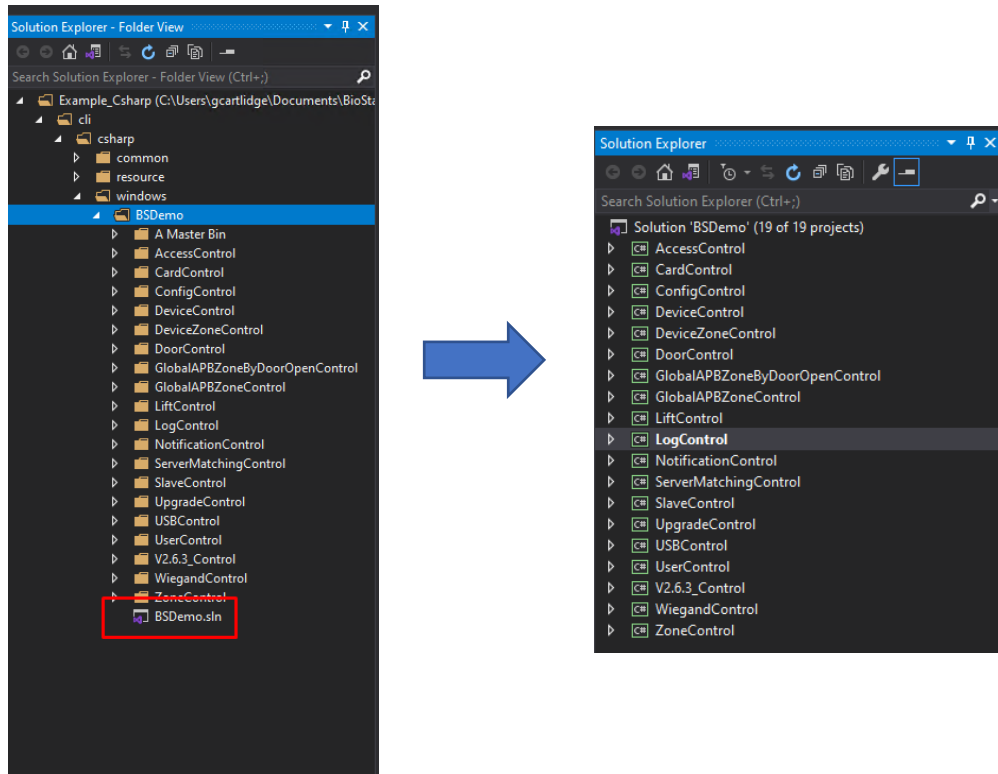 Solution Explorer - Folder View
Search Solution Explorer - Folder View (Ctrl+;)
Example_Csharp (C:\Users\gcartlidge\Documents\BioSta
cli
csharp
common
resource
windows
BSDemo
A Master Bin
AccessControl
CardControl
ConfigControl
DeviceControl
DeviceZoneControl
DoorControl
GlobalAPBZoneByDoorOpenControl
GlobalAPBZoneControl
LiftControl
LogControl
NotificationControl
ServerMatchingControl
SlaveControl
UpgradeControl
USBControl
UserControl
V2.6.3_Control
WiegandControl
ZoneControl
BSDemo.sln
Solution Explorer
Search Solution Explorer (Ctrl+;)
Solution 'BSDemo' (19 of 19 projects)
C# AccessControl
C# CardControl
C# ConfigControl
C# DeviceControl
C# DeviceZoneControl
C# DoorControl
C# GlobalAPBZoneByDoorOpenControl
C# GlobalAPBZoneControl
C# LiftControl
C# LogControl
C# NotificationControl
C# ServerMatchingControl
C# SlaveControl
C# UpgradeControl
C# USBControl
C# UserControl
C# V2.6.3_Control
C# WiegandControl
C# ZoneControl